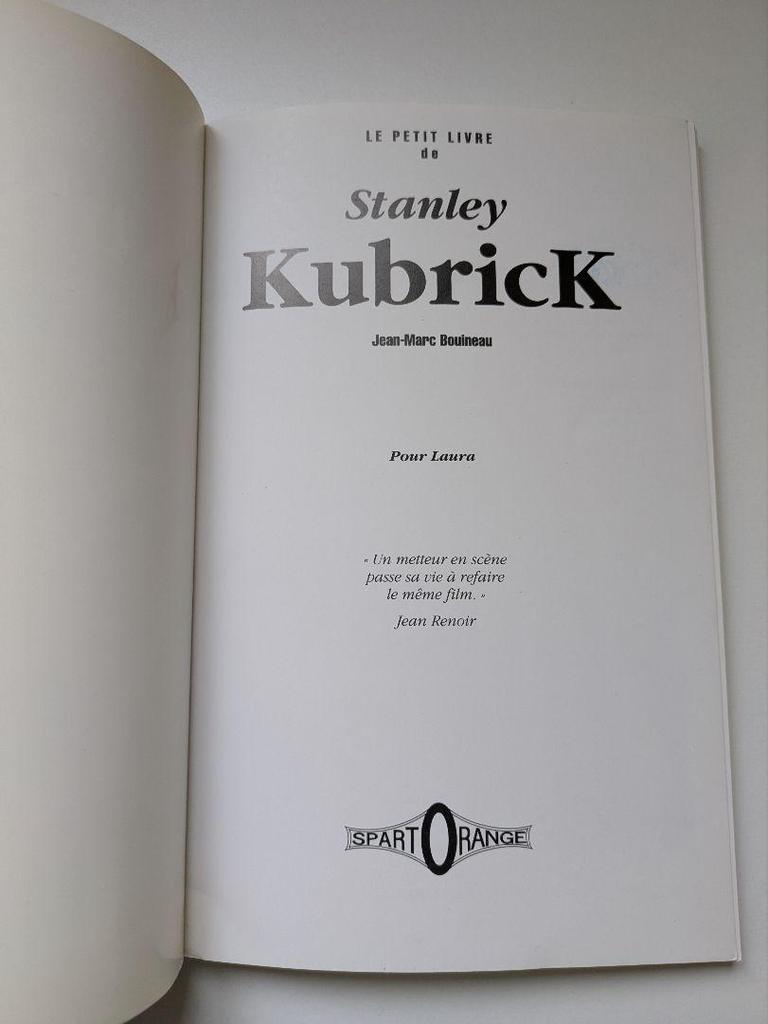 LE PETIT LIVRE
de
Stanley
KubricK
Jean-Marc Bouineau
Pour Laura
« Un metteur en scène
passe sa vie à refaire
le même film. »
Jean Renoir
SPARTORANGE